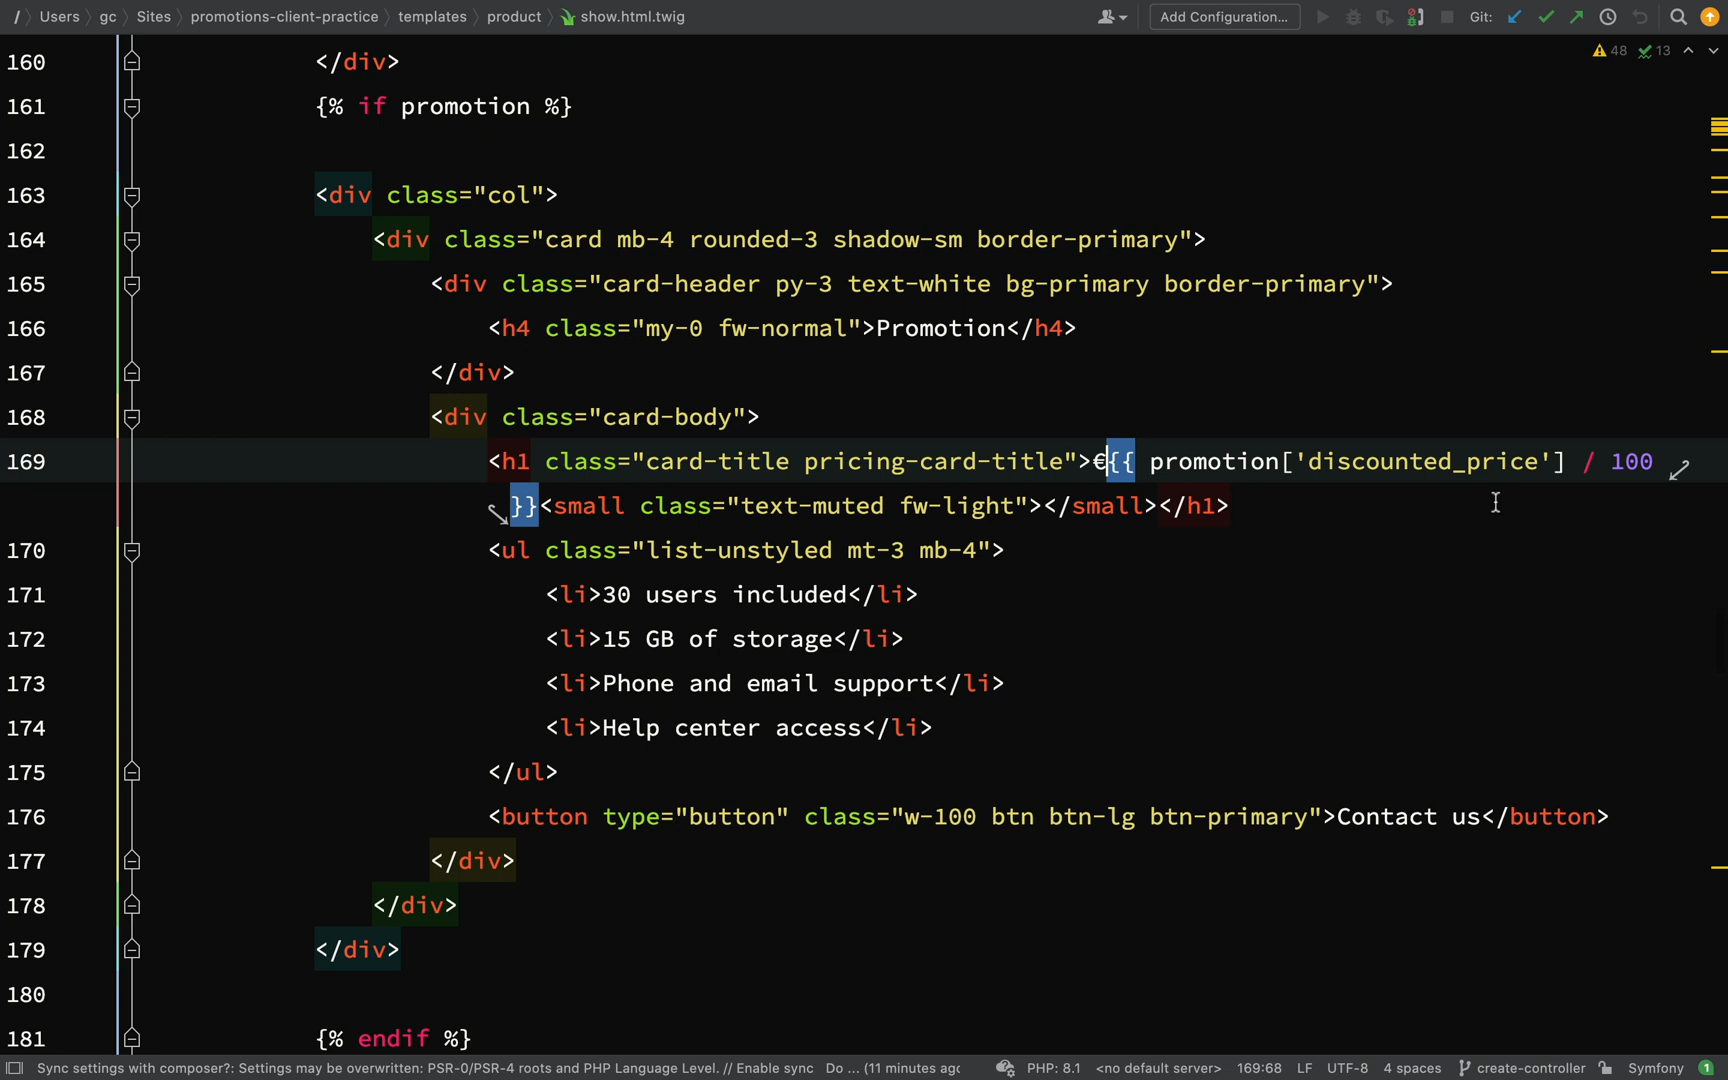 / Users gc Sites promotions-client-practice templates product show.html.twig Add Configuration... Git:
48 13
160 </div>
161 {% if promotion %}
162
163 <div class="col">
164 <div class="card mb-4 rounded-3 shadow-sm border-primary">
165 <div class="card-header py-3 text-white bg-primary border-primary">
166 <h4 class="my-0 fw-normal">Promotion</h4>
167 </div>
168 <div class="card-body">
169 <h1 class="card-title pricing-card-title">€{{ promotion['discounted_price'] / 100
}}<small class="text-muted fw-light"></small></h1>
170 <ul class="list-unstyled mt-3 mb-4">
171 <li>30 users included</li>
172 <li>15 GB of storage</li>
173 <li>Phone and email support</li>
174 <li>Help center access</li>
175 </ul>
176 <button type="button" class="w-100 btn btn-lg btn-primary">Contact us</button>
177 </div>
178 </div>
179 </div>
180
181 {% endif %}
Sync settings with composer?: Settings may be overwritten: PSR-0/PSR-4 roots and PHP Language Level. // Enable sync Do ... (11 minutes ago PHP: 8.1 <no default server> 169:68 LF UTF-8 4 spaces create-controller Symfony 1